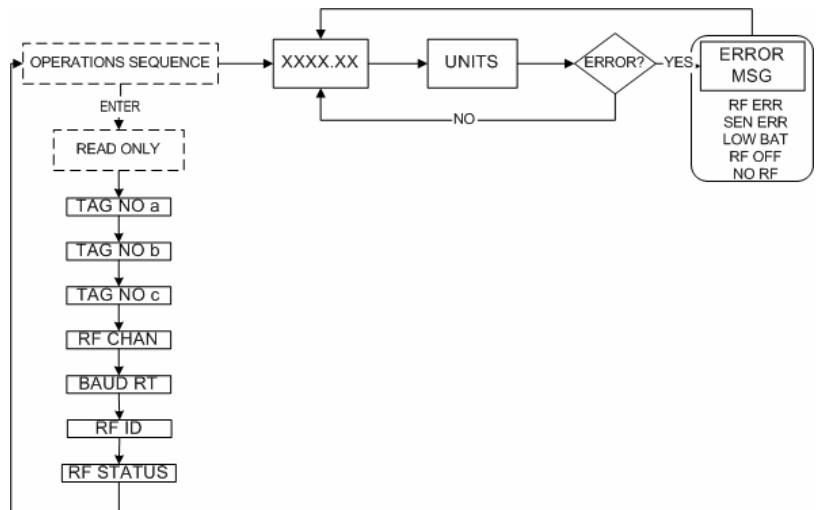 OPERATIONS SEQUENCE
XXXX.XX
UNITS
ERROR?
YES
ERROR
MSG
RF ERR
SEN ERR
LOW BAT
RF OFF
NO RF
NO
ENTER
READ ONLY
TAG NO a
TAG NO b
TAG NO c
RF CHAN
BAUD RT
RF ID
RF STATUS